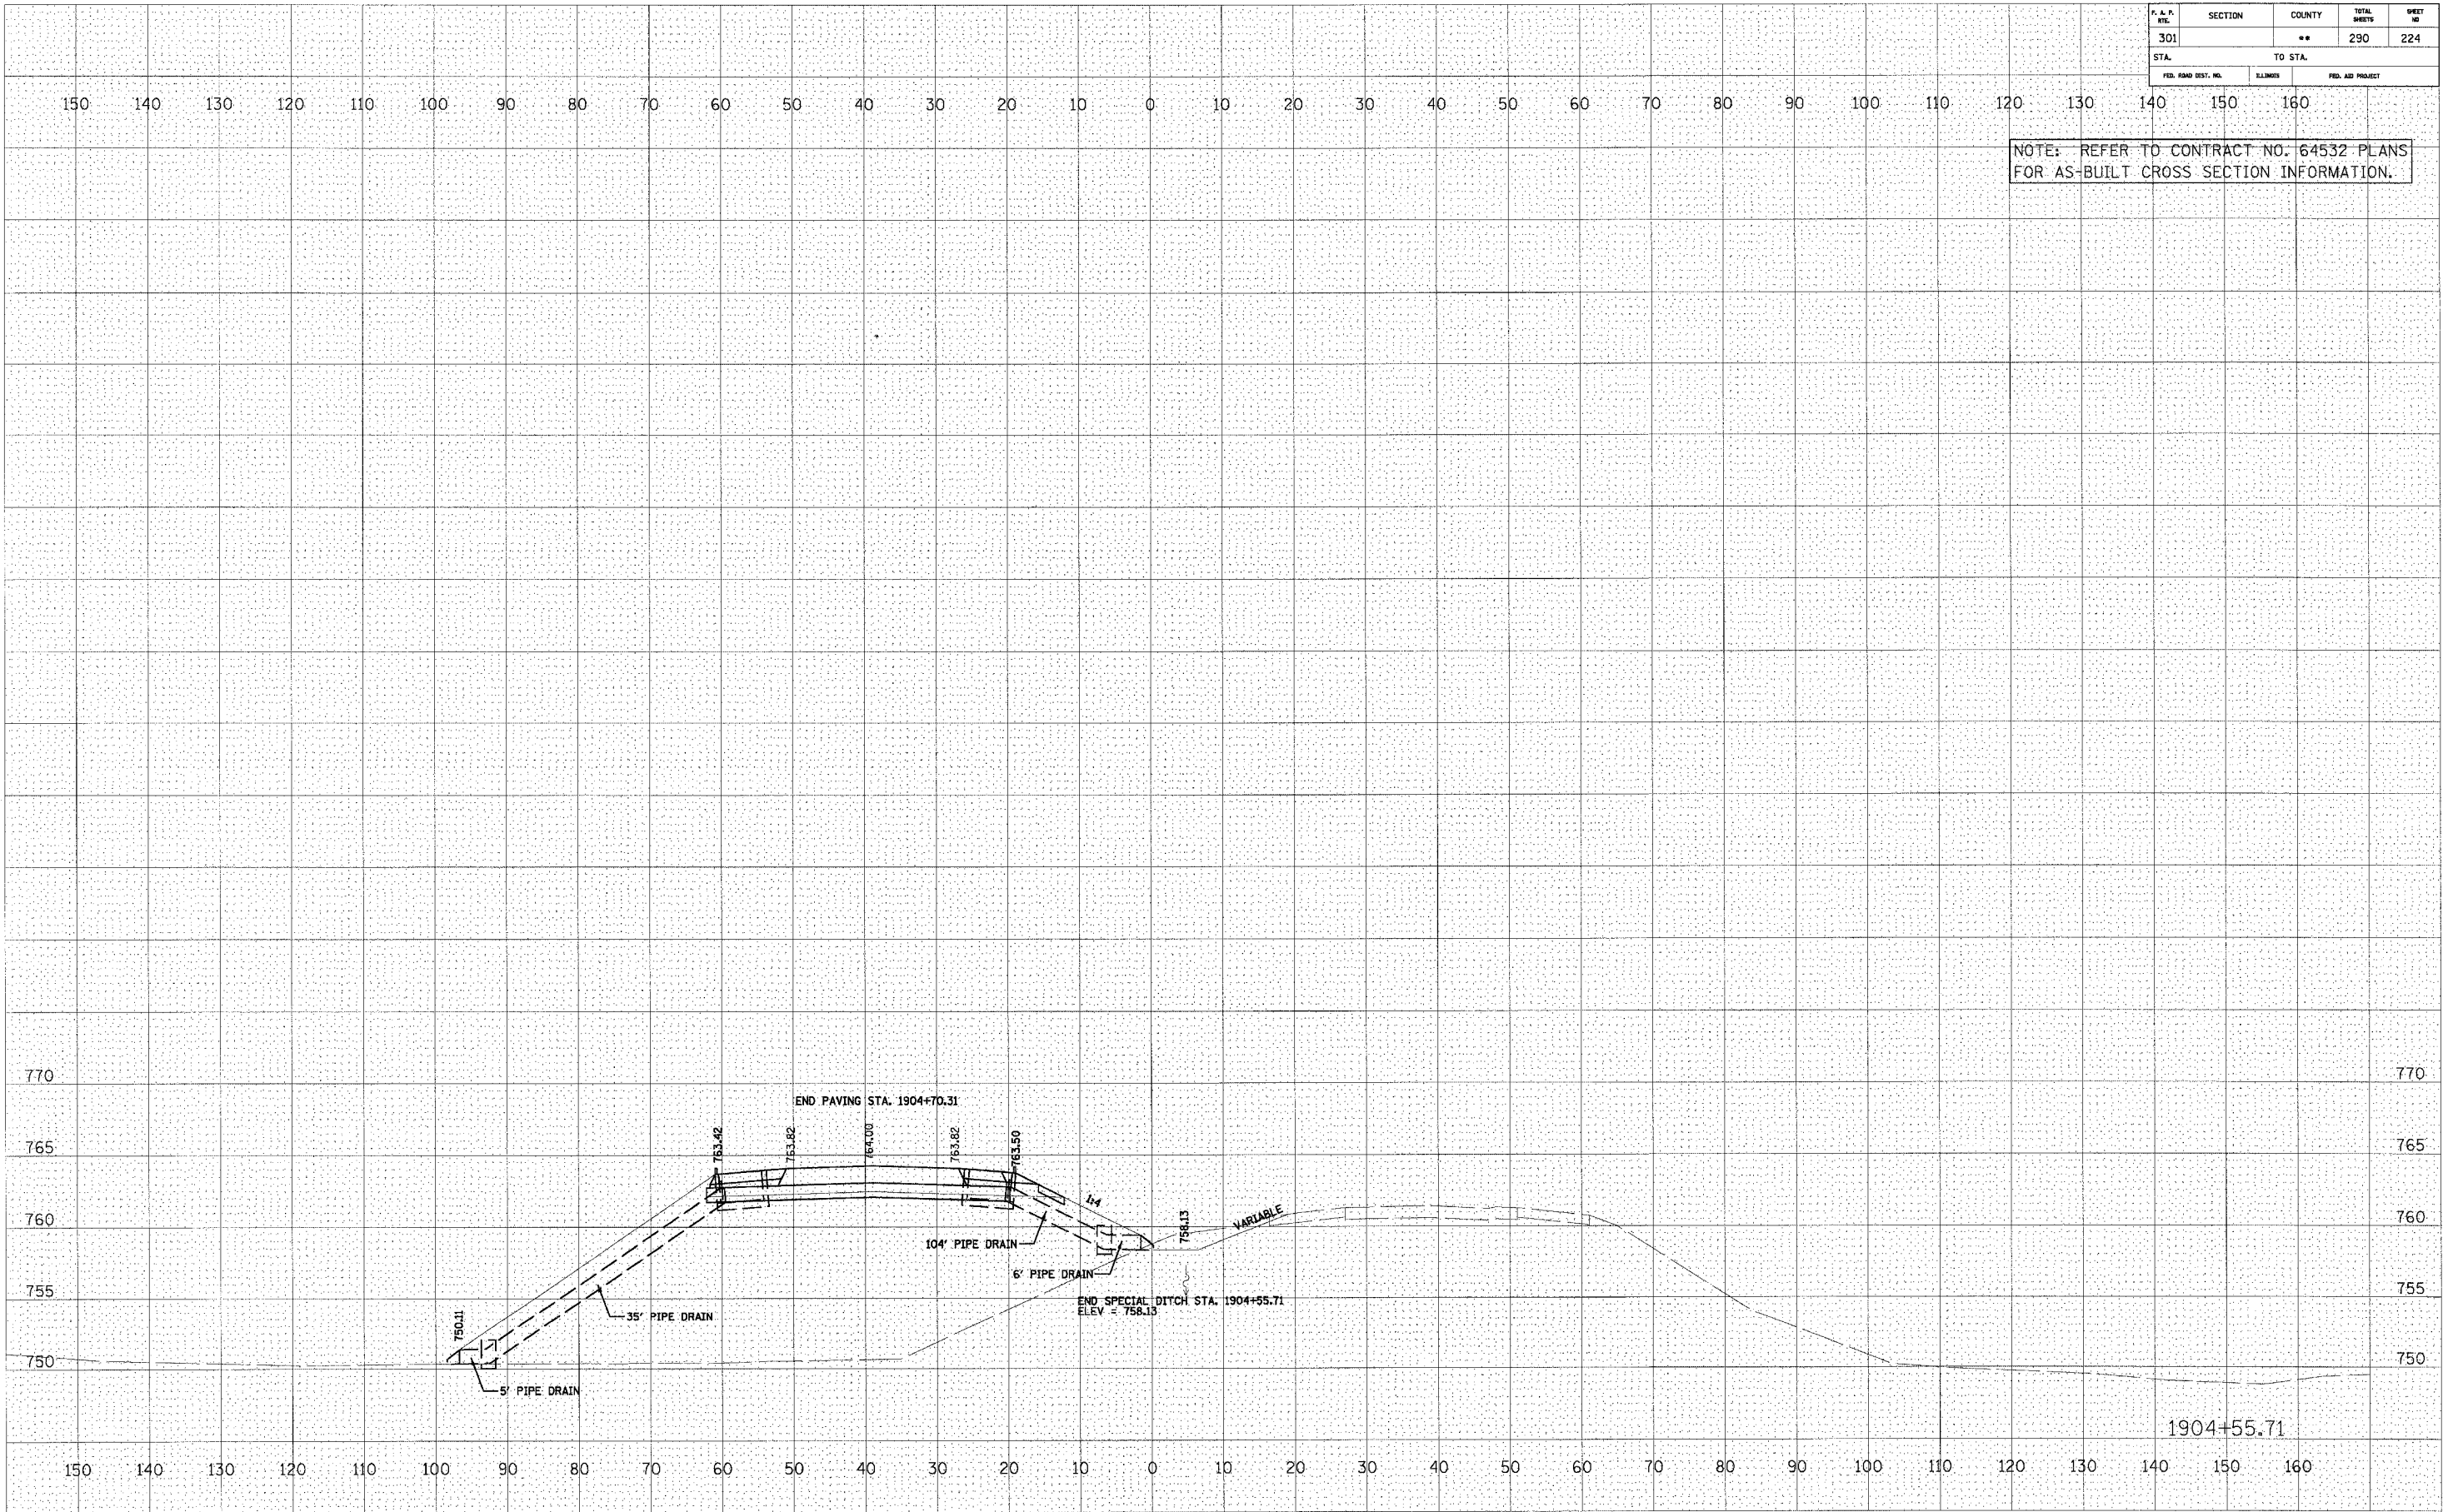 F. A. P. RTE. SECTION COUNTY TOTAL SHEETS SHEET NO
301 ** 290 224
STA. TO STA.
FED. ROAD DIST. NO. ILLINOIS FED. AID PROJECT
150 140 130 120 110 100 90 80 70 60 50 40 30 20 10 0 10 20 30 40 50 60 70 80 90 100 110 120 130 140 150 160
NOTE: REFER TO CONTRACT NO. 64532 PLANS
FOR AS-BUILT CROSS SECTION INFORMATION.
770 770
END PAVING STA. 1904+70.31
763.42 763.82 764.00 763.82 763.50
765 765
1:4
758.13
VARIABLE
760 760
104' PIPE DRAIN
6' PIPE DRAIN
755 755
END SPECIAL DITCH STA. 1904+55.71
ELEV = 758.13
35' PIPE DRAIN
750.11
750 750
5' PIPE DRAIN
1904+55.71
150 140 130 120 110 100 90 80 70 60 50 40 30 20 10 0 10 20 30 40 50 60 70 80 90 100 110 120 130 140 150 160